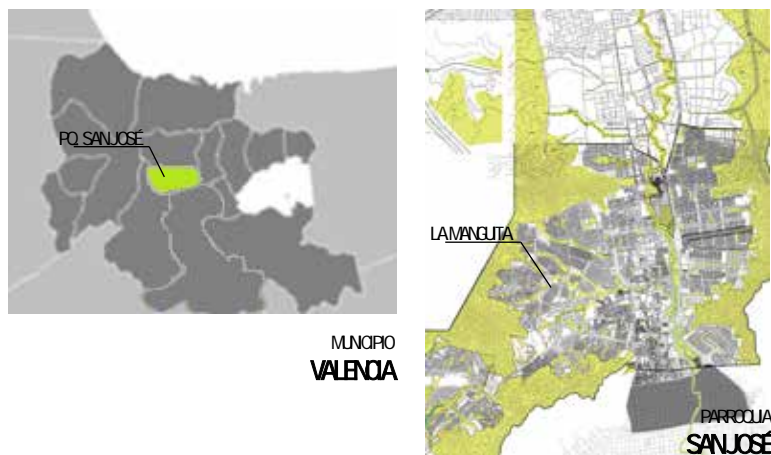 PQ. SAN JOSÉ
MUNICIPIO
VALENCIA
LA MANGUITA
PARROQUIA
SAN JOSÉ